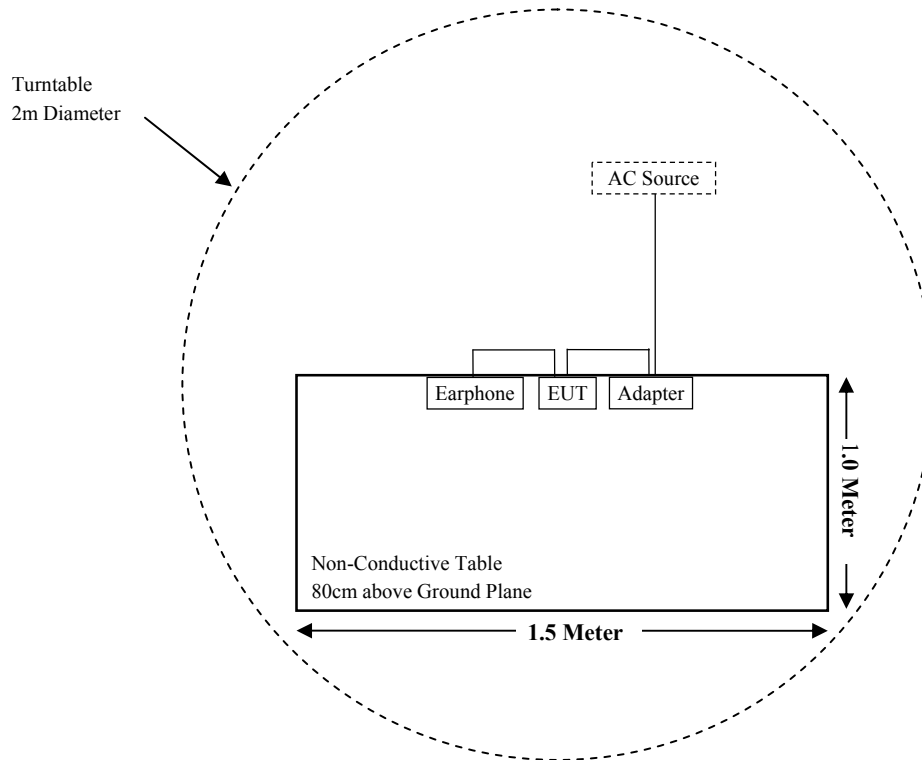 Turntable
2m Diameter
AC Source
Earphone
EUT
Adapter
1.0 Meter
Non-Conductive Table
80cm above Ground Plane
1.5 Meter